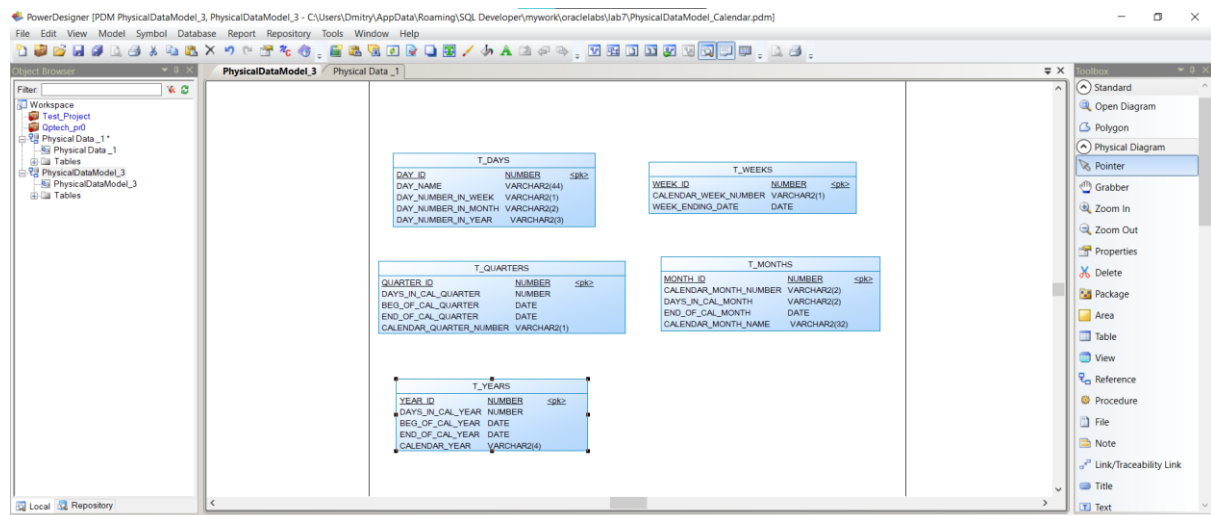 PowerDesigner [PDM PhysicalDataModel_3, PhysicalDataModel_3 - C:\Users\Dmitry\AppData\Roaming\SQL Developer\mywork\oraclelabs\lab7\PhysicalDataModel_Calendar.pdm]
File Edit View Model Symbol Database Report Repository Tools Window Help
Object Browser
PhysicalDataModel_3 Physical Data _1
Toolbox
Filter:
Workspace
Test_Project
Qptech_pr0
Physical Data _1 *
Physical Data _1
Tables
PhysicalDataModel_3
PhysicalDataModel_3
Tables
Local Repository
T_DAYS
DAY_ID NUMBER <pk>
DAY_NAME VARCHAR2(44)
DAY_NUMBER_IN_WEEK VARCHAR2(1)
DAY_NUMBER_IN_MONTH VARCHAR2(2)
DAY_NUMBER_IN_YEAR VARCHAR2(3)
T_WEEKS
WEEK_ID NUMBER <pk>
CALENDAR_WEEK_NUMBER VARCHAR2(1)
WEEK_ENDING_DATE DATE
T_QUARTERS
QUARTER_ID NUMBER <pk>
DAYS_IN_CAL_QUARTER NUMBER
BEG_OF_CAL_QUARTER DATE
END_OF_CAL_QUARTER DATE
CALENDAR_QUARTER_NUMBER VARCHAR2(1)
T_MONTHS
MONTH_ID NUMBER <pk>
CALENDAR_MONTH_NUMBER VARCHAR2(2)
DAYS_IN_CAL_MONTH VARCHAR2(2)
END_OF_CAL_MONTH DATE
CALENDAR_MONTH_NAME VARCHAR2(32)
T_YEARS
YEAR_ID NUMBER <pk>
DAYS_IN_CAL_YEAR NUMBER
BEG_OF_CAL_YEAR DATE
END_OF_CAL_YEAR DATE
CALENDAR_YEAR VARCHAR2(4)
Standard
Open Diagram
Polygon
Physical Diagram
Pointer
Grabber
Zoom In
Zoom Out
Properties
Delete
Package
Area
Table
View
Reference
Procedure
File
Note
Link/Traceability Link
Title
Text